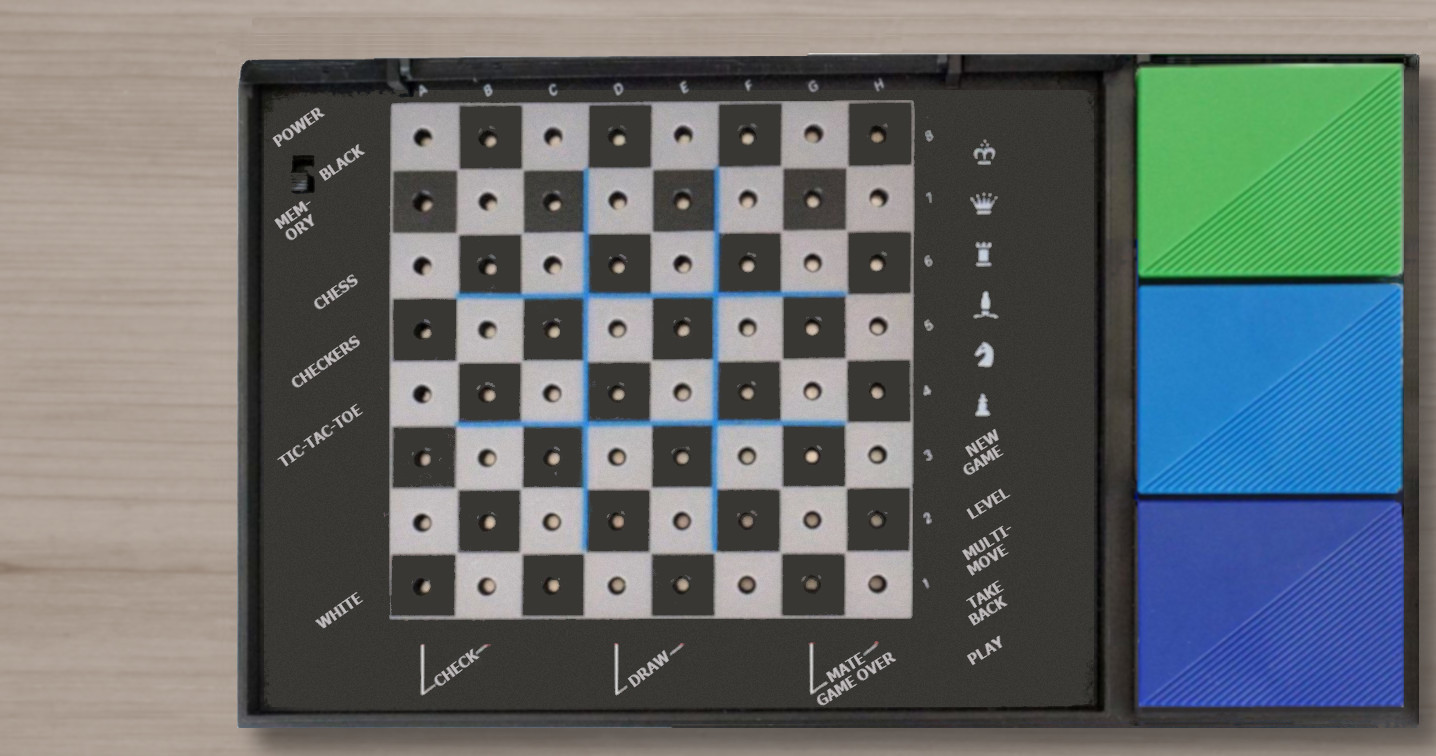 A B C D E F G H
POWER
BLACK
MEM-
ORY
CHESS
CHECKERS
TIC-TAC-TOE
WHITE
8
7
6
5
4
3
2
1
NEW
GAME
LEVEL
MULTI-
MOVE
TAKE
BACK
PLAY
CHECK
DRAW
MATE
GAME OVER